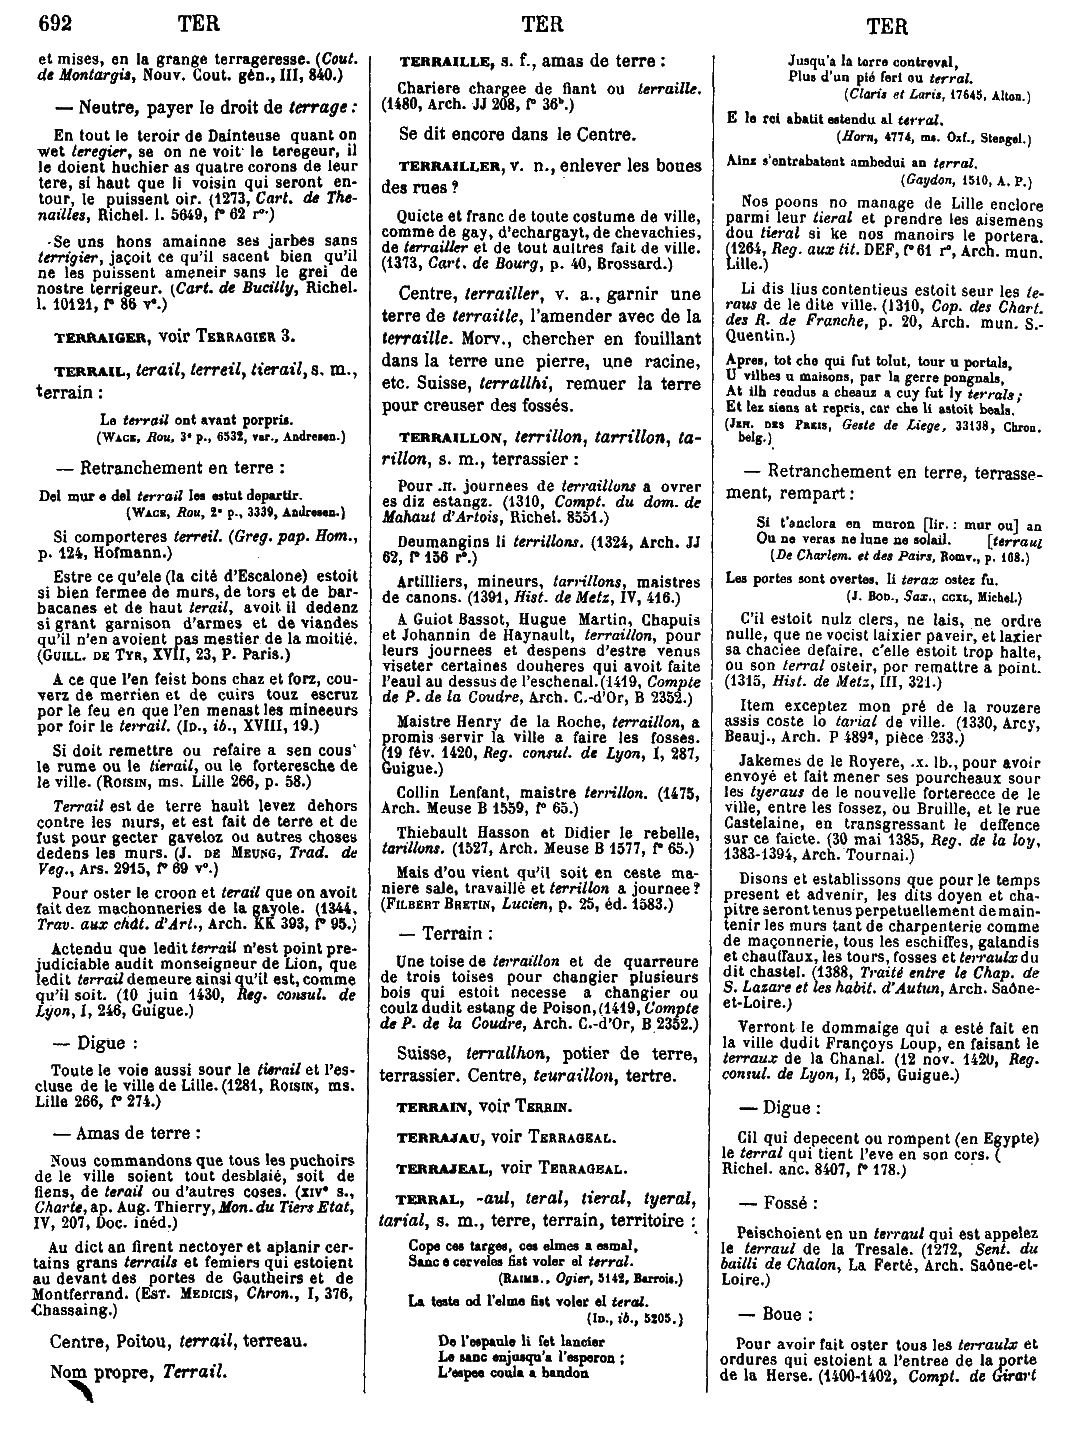 692 TER TER TER
et mises, en la grange terrageresse. (Cout.
de Montargis, Nouv. Cout. gén., III, 840.)
— Neutre, payer le droit de terrage :
En tout le teroir de Dainteuse quant on
wet teregier, se on ne voit le teregeur, il
le doient huchier as quatre corons de leur
tere, si haut que li voisin qui seront en-
tour, le puissent oir. (1273, Cart. de The-
nailles, Richel. l. 5649, f° 62 r°.)
Se uns hons amainne ses jarbes sans
terrigier, jaçoit ce qu'il sacent bien qu'il
ne les puissent ameneir sans le grei de
nostre terrigeur. (Cart. de Bucilly, Richel.
l. 10121, f° 86 v°.)
TERRAIGER, voir TERRAGIER 3.
TERRAIL, terail, terreil, tierail, s. m.,
terrain :
Le terrail ont avant porpris.
(WACE, Rou, 3e p., 6532, var., Andresen.)
— Retranchement en terre :
Del mur e del terrail les estut departir.
(WACE, Rou, 2e p., 3339, Andresen.)
Si comporteres terreil. (Greg. pap. Hom.,
p. 124, Hofmann.)
Estre ce qu'ele (la cité d'Escalone) estoit
si bien fermee de murs, de tors et de bar-
bacanes et de haut terail, avoit il dedenz
si grant garnison d'armes et de viandes
qu'il n'en avoient pas mestier de la moitié.
(GUILL. DE TYR, XVII, 23, P. Paris.)
A ce que l'en feist bons chaz et forz, cou-
verz de merrien et de cuirs touz escruz
por le feu en que l'en menast les mineeurs
por foir le terrail. (ID., ib., XVIII, 19.)
Si doit remettre ou refaire a sen cous
le rume ou le tierail, ou le forteresche de
le ville. (ROISIN, ms. Lille 266, p. 58.)
Terrail est de terre hault levez dehors
contre les murs, et est fait de terre et de
fust pour gecter gaveloz ou autres choses
dedens les murs. (J. DE MEUNG, Trad. de
Veg., Ars. 2915, f° 69 v°.)
Pour oster le croon et terail que on avoit
fait dez machonneries de la gayole. (1344,
Trav. aux chât. d'Art., Arch. KK 393, f° 95.)
Actendu que ledit terrail n'est point pre-
judiciable audit monseigneur de Lion, que
ledit terrail demeure ainsi qu'il est, comme
qu'il soit. (10 juin 1430, Reg. consul. de
Lyon, I, 246, Guigue.)
— Digue :
Toute le voie aussi sour le tierail et l'es-
cluse de le ville de Lille. (1281, ROISIN, ms.
Lille 266, f° 274.)
— Amas de terre :
Nous commandons que tous les puchoirs
de le ville soient tout desblaié, soit de
fiens, de terail ou d'autres coses. (XIVe s.,
Charte, ap. Aug. Thierry, Mon. du Tiers Etat,
IV, 207, Doc. inéd.)
Au dict an firent nectoyer et aplanir cer-
tains grans terrails et femiers qui estoient
au devant des portes de Gautheirs et de
Montferrand. (EST. MEDICIS, Chron., I, 376,
Chassaing.)
Centre, Poitou, terrail, terreau.
Nom propre, Terrail.
TERRAILLE, s. f., amas de terre :
Chariere chargee de fiant ou terraille.
(1480, Arch. JJ 208, f° 36b.)
Se dit encore dans le Centre.
TERRAILLER, v. n., enlever les boues
des rues ?
Quicte et franc de toute costume de ville,
comme de gay, d'echargayt, de chevachies,
de terrailler et de tout aultres fait de ville.
(1373, Cart. de Bourg, p. 40, Brossard.)
Centre, terrailler, v. a., garnir une
terre de terraille, l'amender avec de la
terraille. Morv., chercher en fouillant
dans la terre une pierre, une racine,
etc. Suisse, terrallhi, remuer la terre
pour creuser des fossés.
TERRAILLON, terrillon, tarrillon, ta-
rillon, s. m., terrassier :
Pour .II. journees de terraillons a ovrer
es diz estangz. (1310, Compt. du dom. de
Mahaut d'Artois, Richel. 8551.)
Deumangins li terrillons. (1324, Arch. JJ
62, f° 156 r°.)
Artilliers, mineurs, tarrillons, maistres
de canons. (1391, Hist. de Metz, IV, 416.)
A Guiot Bassot, Hugue Martin, Chapuis
et Johannin de Haynault, terraillon, pour
leurs journees et despens d'estre venus
viseter certaines douheres qui avoit faite
l'eaul au dessus de l'eschenal. (1419, Compte
de P. de la Coudre, Arch. C.-d'Or, B 2352.)
Maistre Henry de la Roche, terraillon, a
promis servir la ville a faire les fosses.
(19 fév. 1420, Reg. consul. de Lyon, I, 287,
Guigue.)
Collin Lenfant, maistre terrillon. (1475,
Arch. Meuse B 1559, f° 65.)
Thiebault Hasson et Didier le rebelle,
tarillons. (1527, Arch. Meuse B 1577, f° 65.)
Mais d'ou vient qu'il soit en ceste ma-
niere sale, travaillé et terrillon a journee ?
(FILBERT BRETIN, Lucien, p. 25, éd. 1583.)
— Terrain :
Une toise de terraillon et de quarreure
de trois toises pour changier plusieurs
bois qui estoit necesse a changier ou
coulz dudit estang de Poison, (1419, Compte
de P. de la Coudre, Arch. C.-d'Or, B 2352.)
Suisse, terrallhon, potier de terre,
terrassier. Centre, teuraillon, tertre.
TERRAIN, voir TERRIN.
TERRAJAU, voir TERRAGEAL.
TERRAJEAL, voir TERRAGEAL.
TERRAL, -aul, teral, tieral, tyeral,
tarial, s. m., terre, terrain, territoire :
Cope ces targes, ces elmes a esmal,
Sanc e cerveles fist voler el terral.
(RAIMB., Ogier, 5142, Barrois.)
La teste od l'elme fist voler el teral.
(ID., ib., 5205.)
De l'espaule li fet lancier
Le sanc enjusqu'a l'esperon ;
L'espee coula a bandon
Jusqu'a la terre contreval,
Plus d'un pié feri ou terral.
(Claris et Laris, 17645, Alton.)
E le roi abatit estendu al terral.
(Horn, 4774, ms. Oxf., Stengel.)
Ainz s'entrabatent ambedui an terral.
(Gaydon, 1510, A. P.)
Nos poons no manage de Lille enclore
parmi leur tieral et prendre les aisemens
dou tieral si ke nos manoirs le portera.
(1264, Reg. aux tit. DEF, f° 61 r°, Arch. mun.
Lille.)
Li dis lius contentieus estoit seur les te-
raus de le dite ville. (1310, Cop. des Chart.
des R. de Franche, p. 20, Arch. mun. S.-
Quentin.)
Apres, tot che qui fut tolut, tour u portals,
U vilhes u maisons, par la gerre pongnals,
At ilh rendus a cheaux a cuy fut ly terrals ;
Et lez siens at repris, car che li astoit beals.
(JEH. DES PREIS, Geste de Liege, 33138, Chron.
belg.)
— Retranchement en terre, terrasse-
ment, rempart :
Si t'anclora en muron [lir. : mur ou] an
Ou ne veras ne lune ne solail. [terraul
(De Charlem. et des Pairs, Romv., p. 168.)
Les portes sont overtes, li terax ostez fu.
(J. BOD., Sax., CCXL, Michel.)
C'il estoit nulz clers, ne lais, ne ordre
nulle, que ne vocist laixier paveir, et laxier
sa chaciee defaire, c'elle estoit trop halte,
ou son terral osteir, por remattre a point.
(1315, Hist. de Metz, III, 321.)
Item exceptez mon pré de la rouzere
assis coste lo tarial de ville. (1330, Arcy,
Beauj., Arch. P 489², pièce 233.)
Jakemes de le Royere, .x. lb., pour avoir
envoyé et fait mener ses pourcheaux sour
les tyeraus de le nouvelle forterecce de le
ville, entre les fossez, ou Bruille, et le rue
Castelaine, en transgressant le deffence
sur ce faicte. (30 mai 1385, Reg. de la loy,
1383-1394, Arch. Tournai.)
Disons et establissons que pour le temps
present et advenir, les dits doyen et cha-
pitre seront tenus perpetuellement de main-
tenir les murs tant de charpenterie comme
de maçonnerie, tous les eschiffes, galandis
et chauffaux, les tours, fosses et terraulx du
dit chastel. (1388, Traité entre le Chap. de
S. Lazare et les habit. d'Autun, Arch. Saône-
et-Loire.)
Verront le dommaige qui a esté fait en
la ville dudit Françoys Loup, en faisant le
terraux de la Chanal. (12 nov. 1420, Reg.
consul. de Lyon, I, 265, Guigue.)
— Digue :
Cil qui depecent ou rompent (en Egypte)
le terral qui tient l'eve en son cors. (
Richel. anc. 8407, f° 178.)
— Fossé :
Peischoient en un terraul qui est appelez
le terraul de la Tresale. (1272, Sent. du
bailli de Chalon, La Ferté, Arch. Saône-et-
Loire.)
— Boue :
Pour avoir fait oster tous les terraulx et
ordures qui estoient a l'entree de la porte
de la Herse. (1400-1402, Compt. de Girart